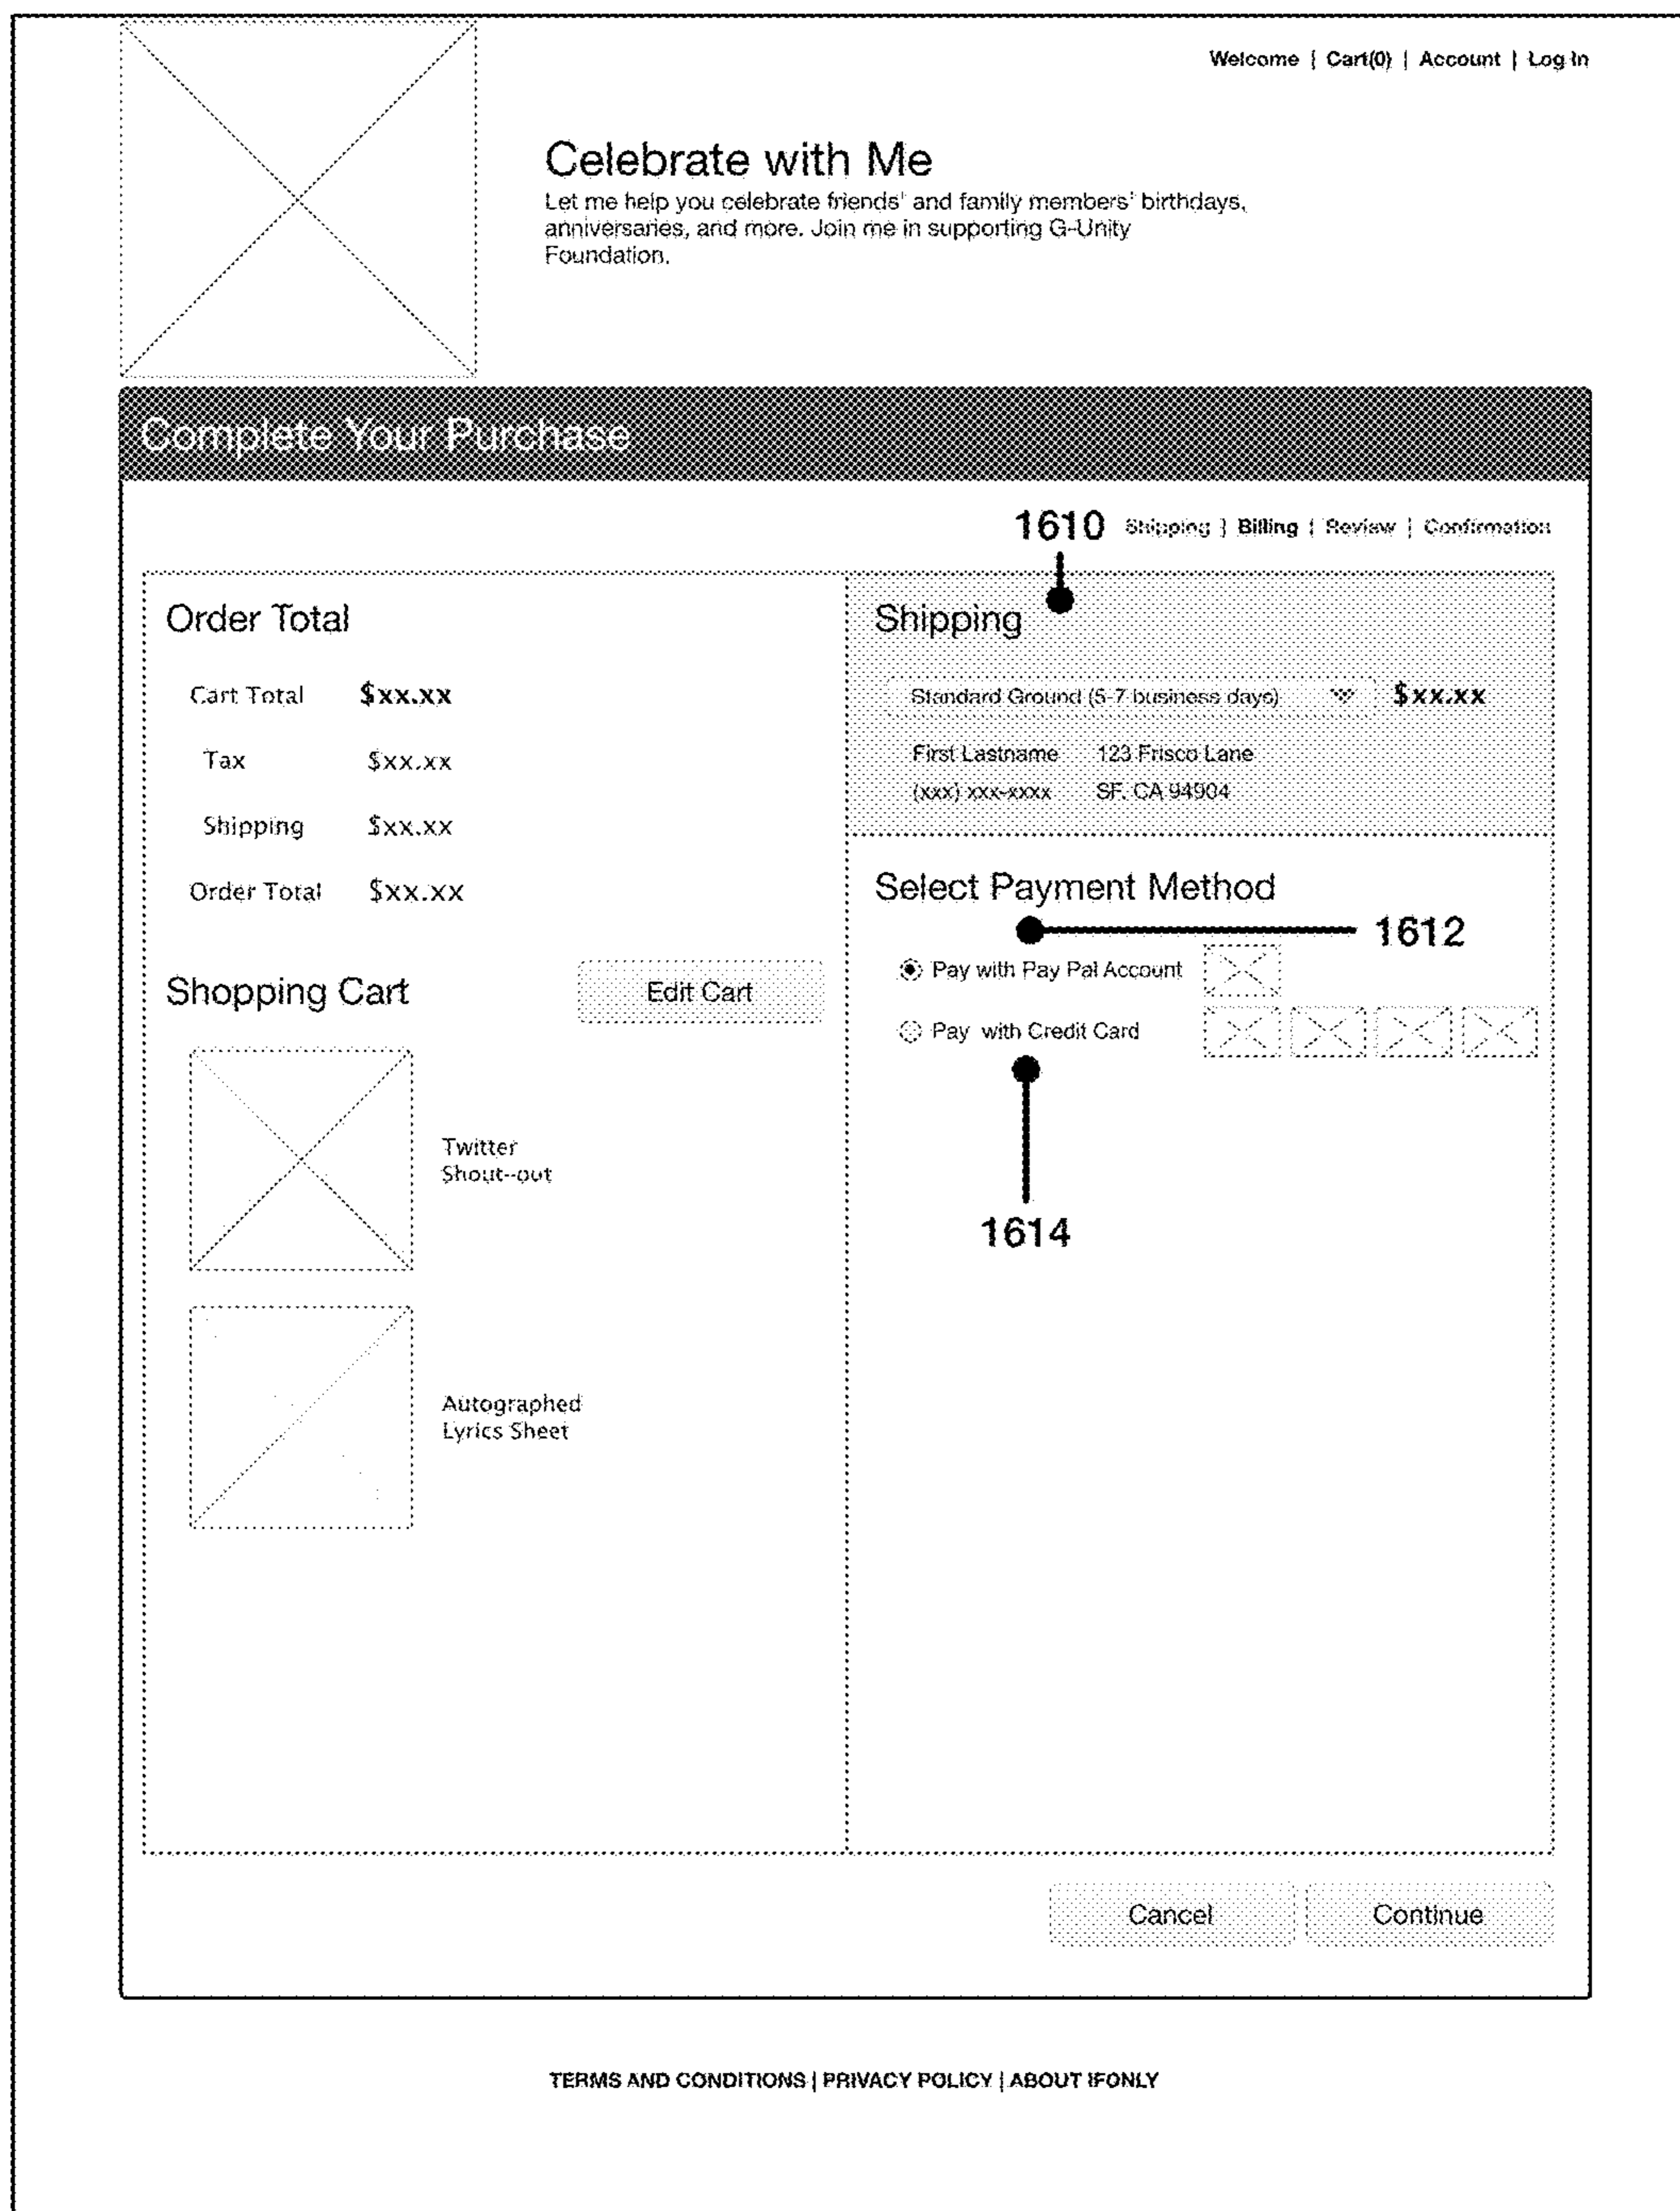 Welcome | Cart(0) | Account | Log In
Celebrate with Me
Let me help you celebrate friends' and family members' birthdays,
anniversaries, and more. Join me in supporting G-Unity
Foundation.
Complete Your Purchase
1610 Shipping | Billing | Review | Confirmation
Order Total
Cart Total $xx.xx
Tax $xx.xx
Shipping $xx.xx
Order Total $xx.xx
Shopping Cart Edit Cart
Twitter
Shout--out
Autographed
Lyrics Sheet
Shipping
Standard Ground (5-7 business days) $xx.xx
First Lastname 123 Frisco Lane
(xxx) xxx-xxxx SF, CA 94904
Select Payment Method
1612
Pay with Pay Pal Account
Pay with Credit Card
1614
Cancel Continue
TERMS AND CONDITIONS | PRIVACY POLICY | ABOUT IFONLY